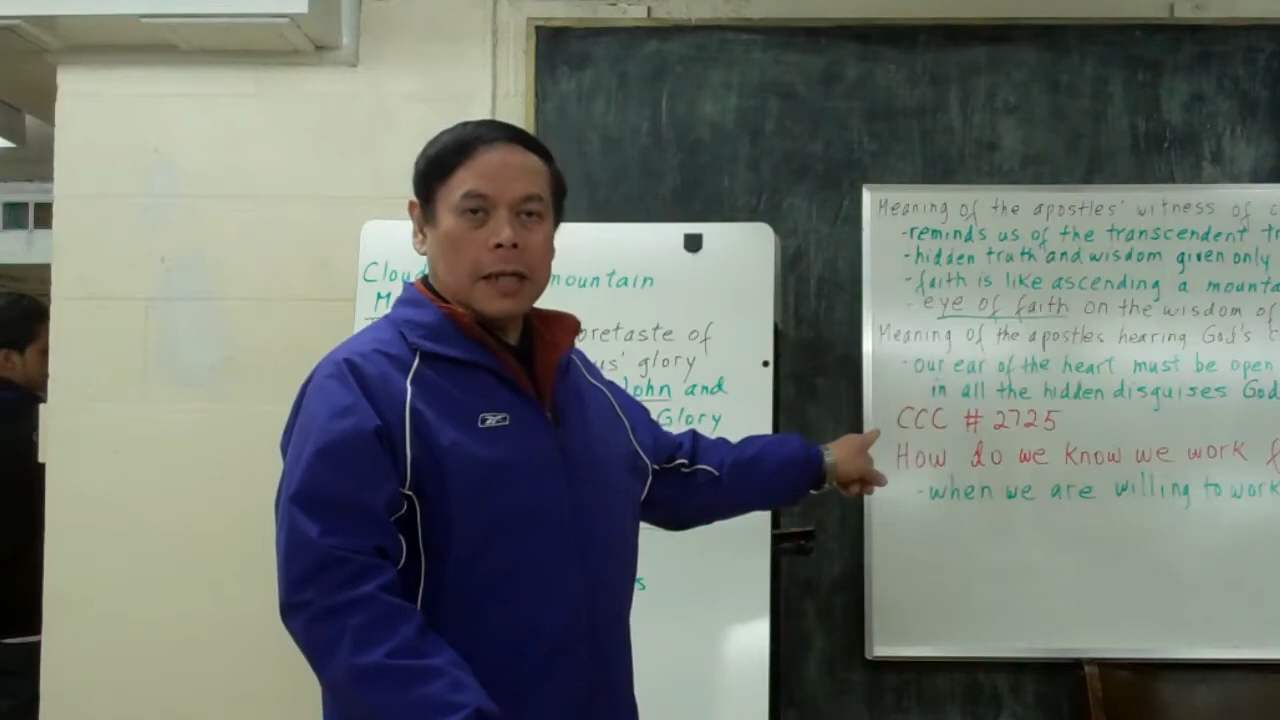 Cloud mountain
oretaste of
us' glory
John and
Glory
s
Meaning of the apostles' witness of
-reminds us of the transcendent
-hidden truth and wisdom given only
-faith is like ascending a mounta
-eye of faith on the wisdom of
Meaning of the apostles hearing God's
-our ear of the heart must be open
in all the hidden disguises God
CCC # 2725
How do we know we work
-when we are willing to work